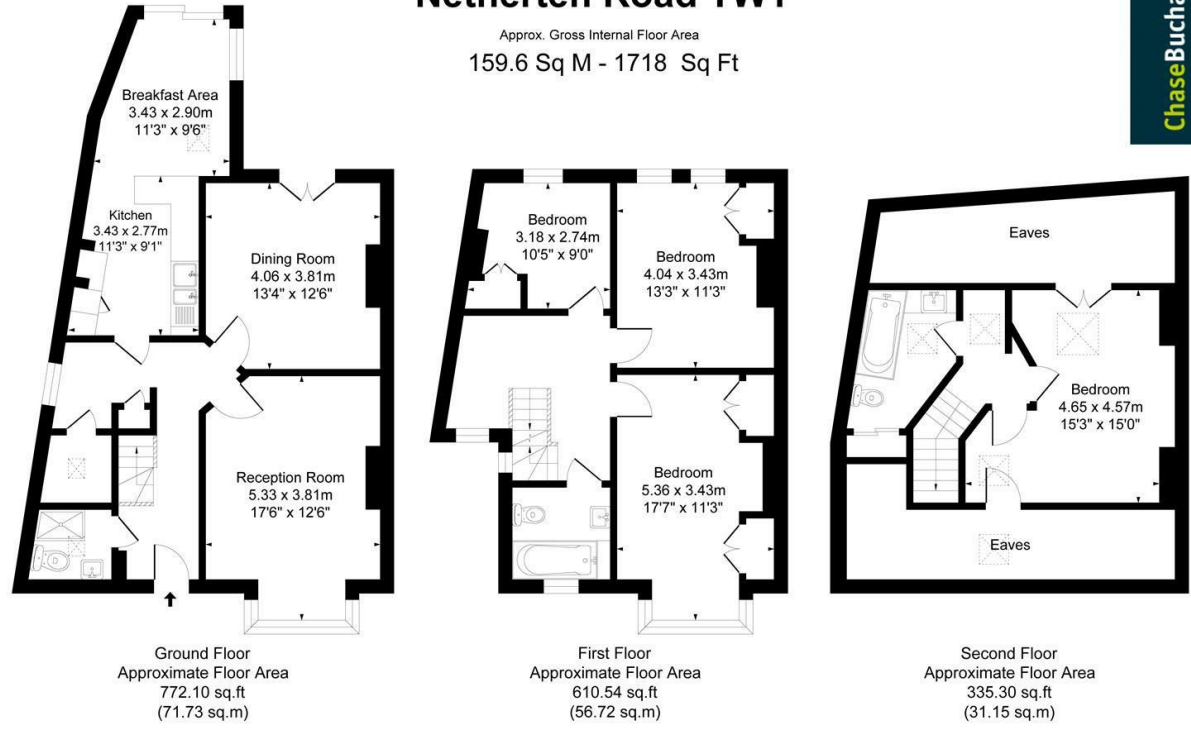 Netherton Road TW1
Approx. Gross Internal Floor Area
159.6 Sq M - 1718 Sq Ft
Breakfast Area
3.43 x 2.90m
11'3" x 9'6"
Kitchen
3.43 x 2.77m
11'3" x 9'1"
Dining Room
4.06 x 3.81m
13'4" x 12'6"
Reception Room
5.33 x 3.81m
17'6" x 12'6"
Ground Floor
Approximate Floor Area
772.10 sq.ft
(71.73 sq.m)
Bedroom
3.18 x 2.74m
10'5" x 9'0"
Bedroom
4.04 x 3.43m
13'3" x 11'3"
Bedroom
5.36 x 3.43m
17'7" x 11'3"
First Floor
Approximate Floor Area
610.54 sq.ft
(56.72 sq.m)
Eaves
Bedroom
4.65 x 4.57m
15'3" x 15'0"
Eaves
Second Floor
Approximate Floor Area
335.30 sq.ft
(31.15 sq.m)
ChaseBucha